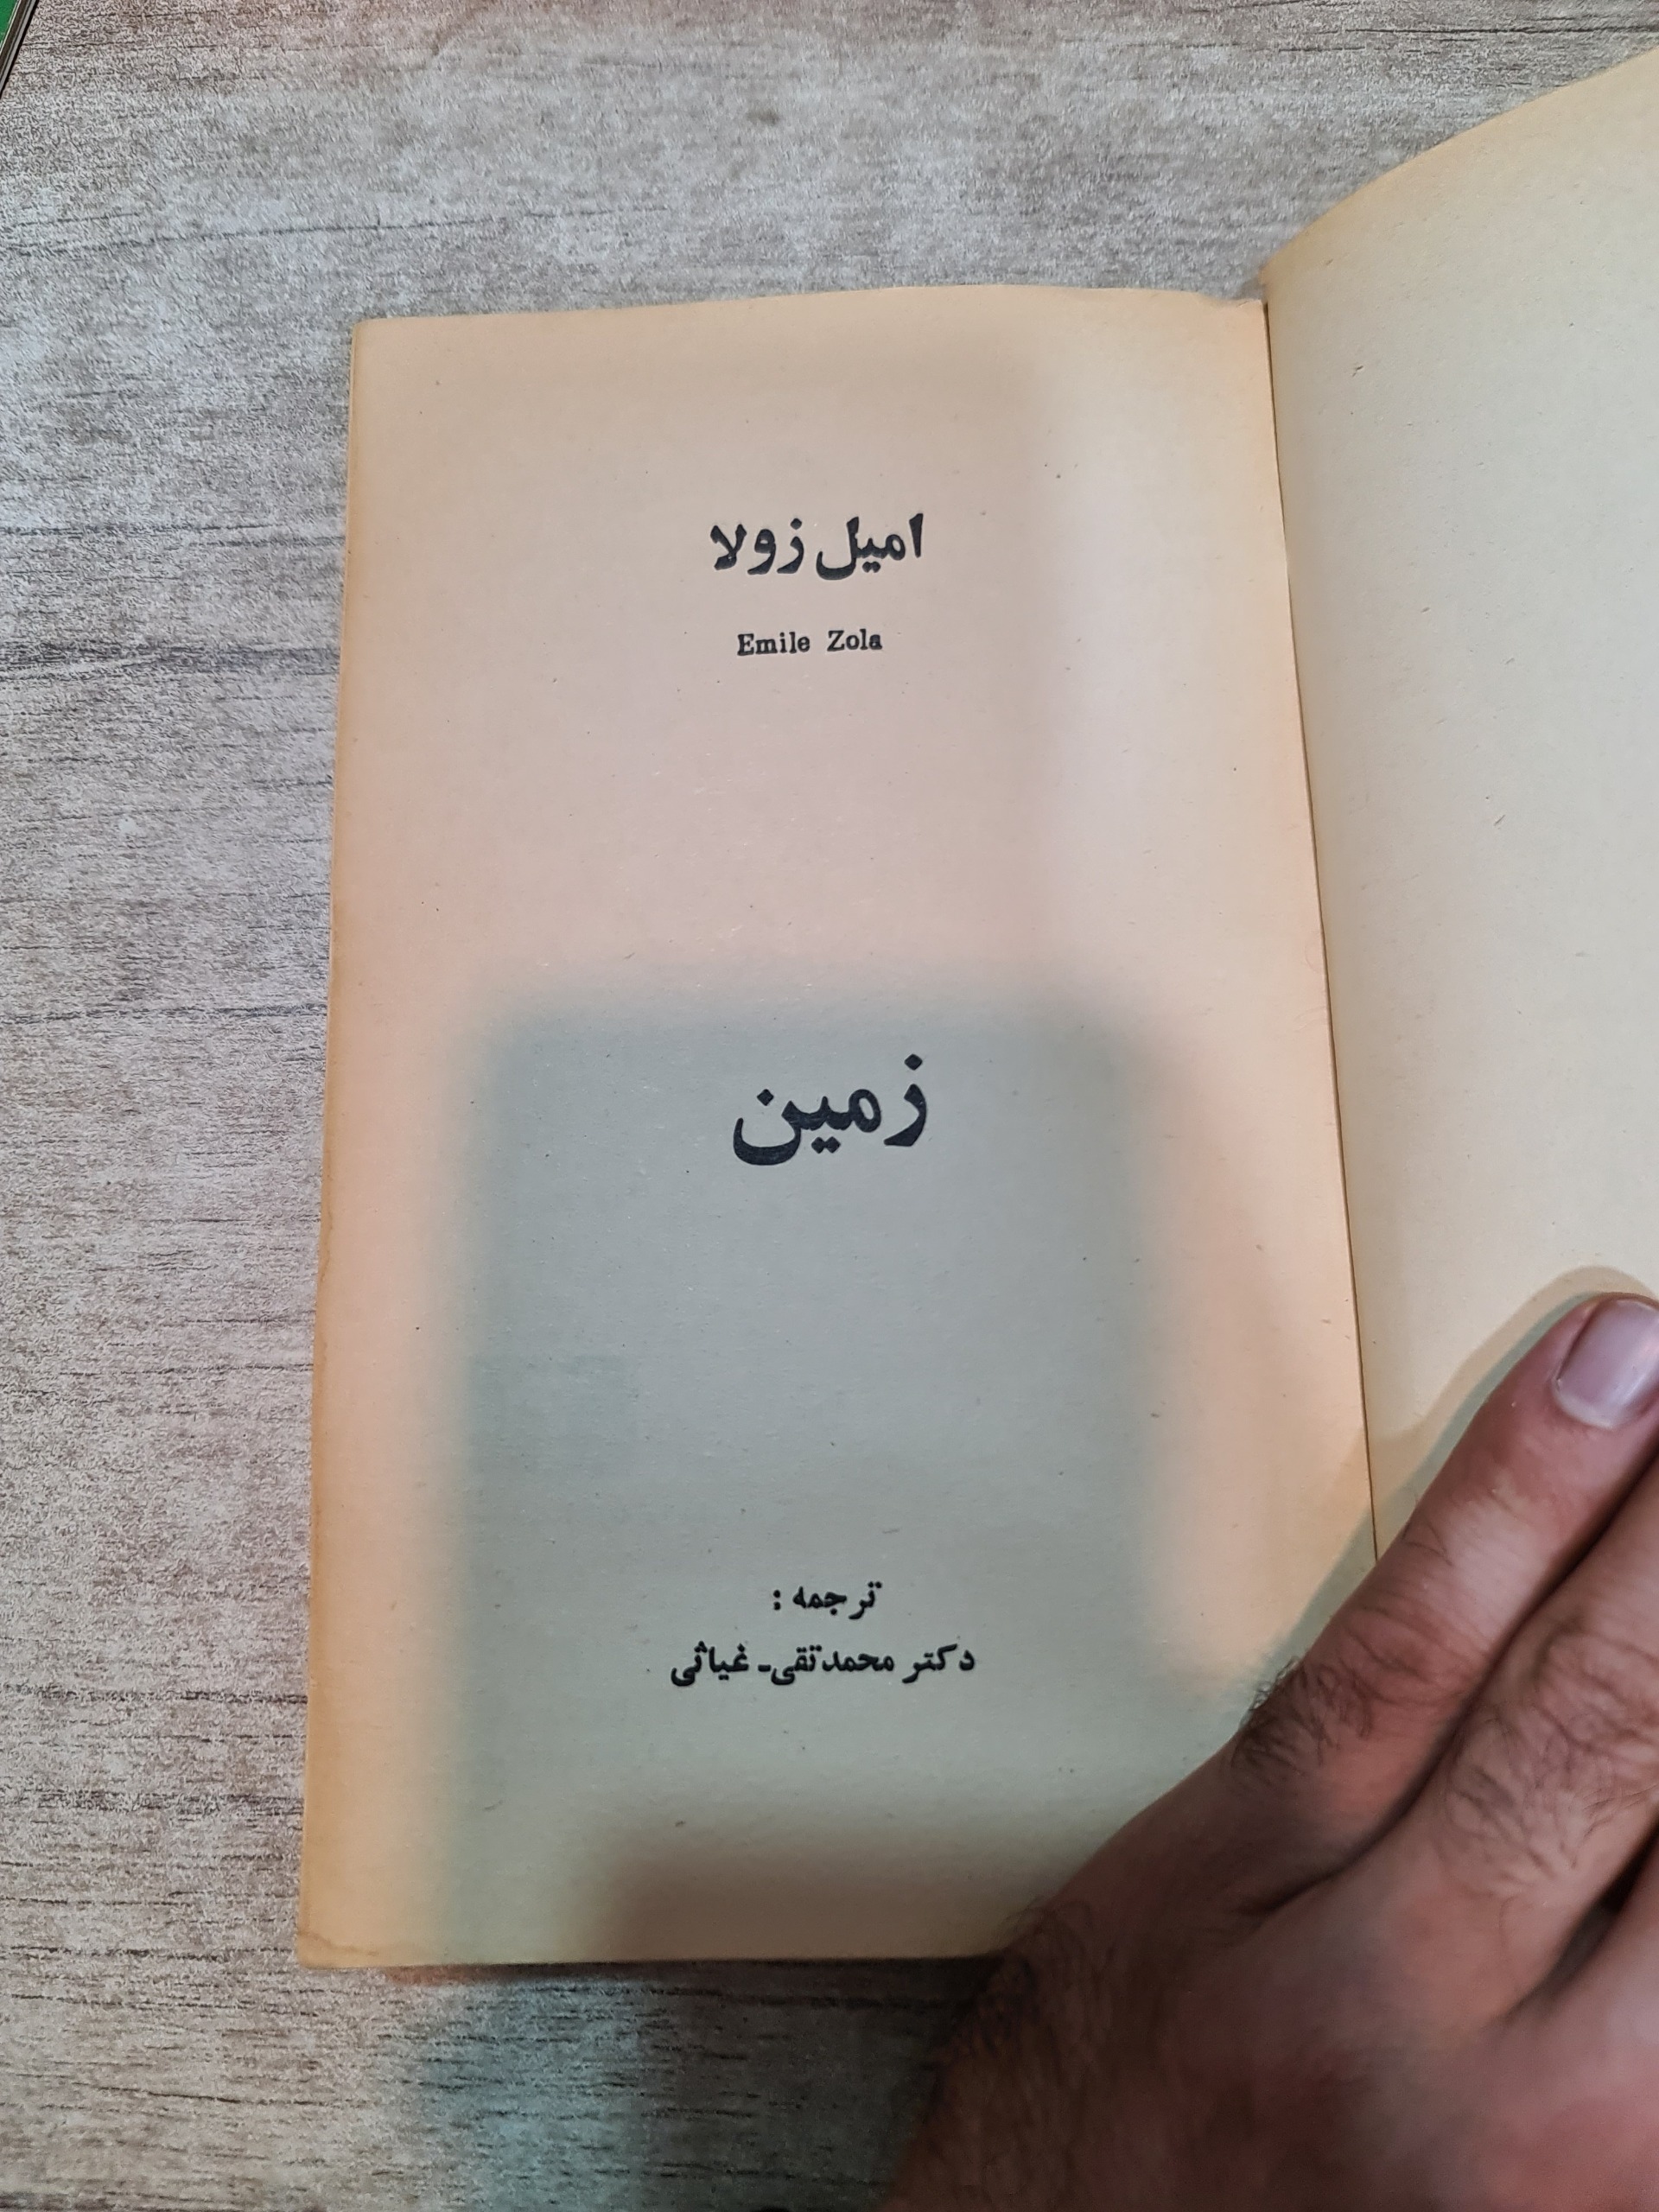 امیل زولا
Emile Zola
زمین
ترجمه :
دکتر محمدتقی- غیاثی